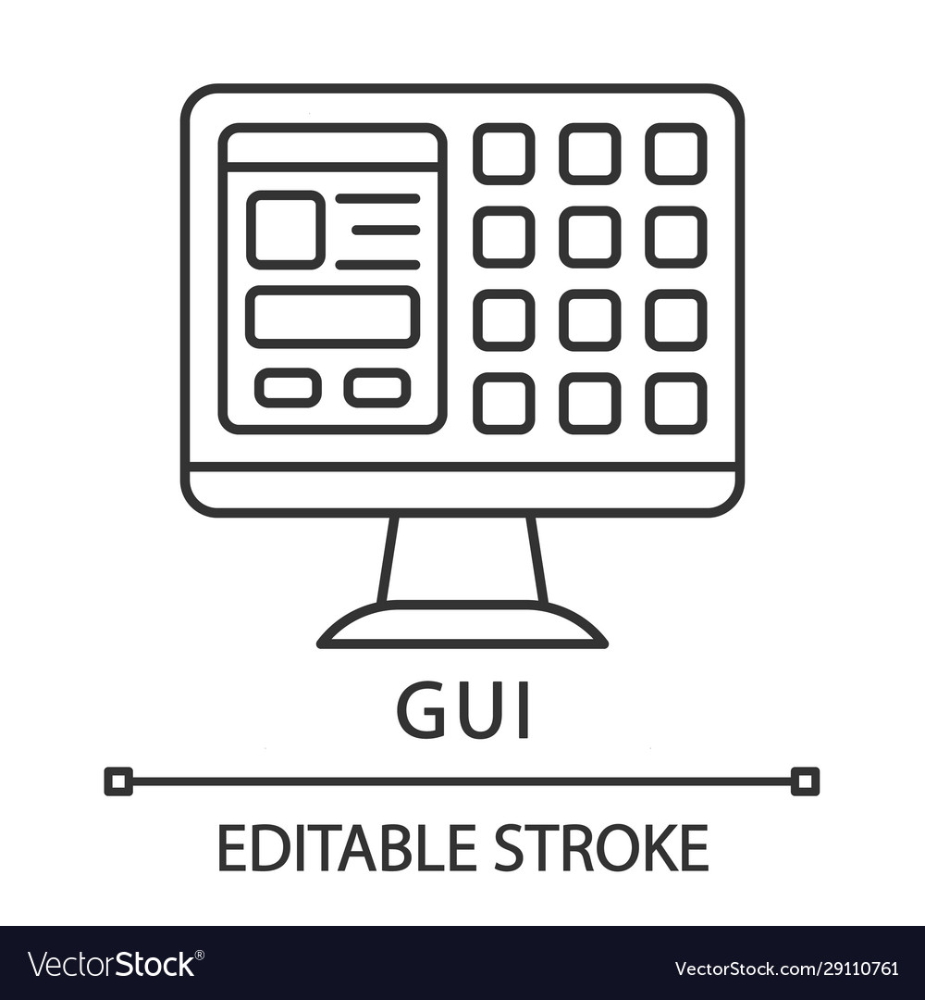 GUI
EDITABLE STROKE
VectorStock®
VectorStock.com/29110761